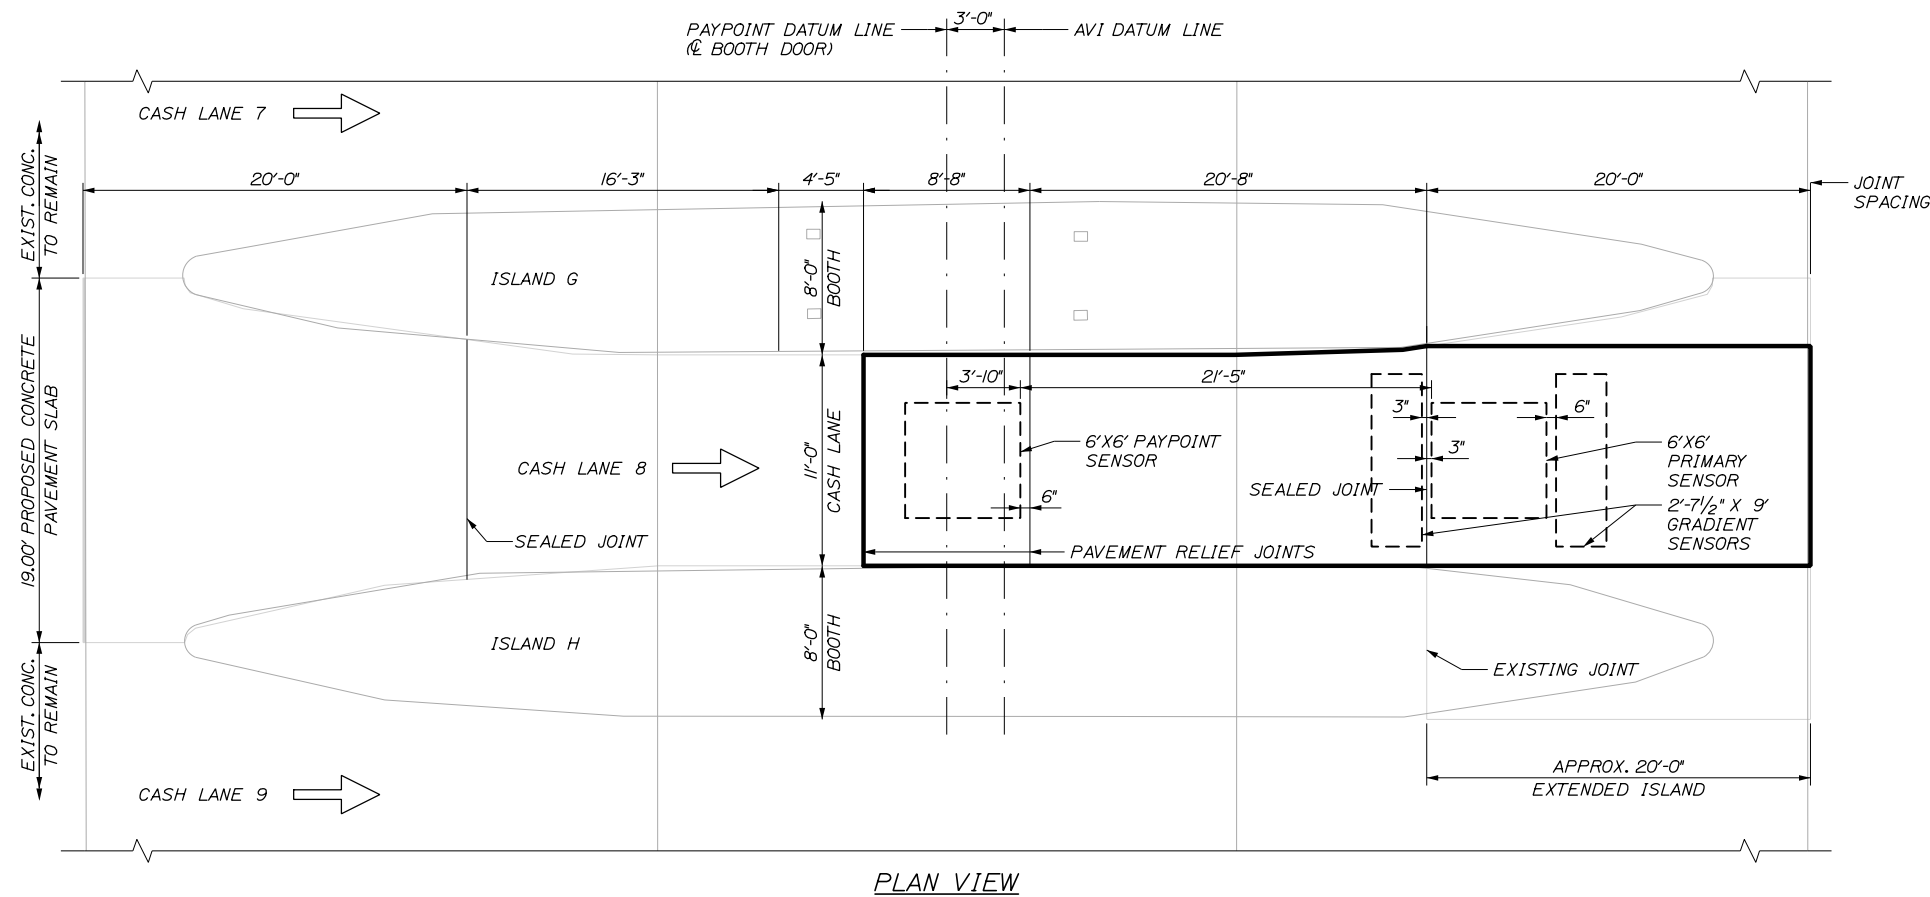 3'-0"
PAYPOINT DATUM LINE
(℄ BOOTH DOOR)
AVI DATUM LINE
CASH LANE 7
EXIST. CONC.
TO REMAIN
20'-0"
16'-3"
4'-5"
8'-8"
20'-8"
20'-0"
JOINT
SPACING
ISLAND G
8'-0"
BOOTH
19.00' PROPOSED CONCRETE
PAVEMENT SLAB
3'-10"
21'-5"
3"
6"
11'-0"
CASH LANE
6'X6' PAYPOINT
SENSOR
6'X6'
PRIMARY
SENSOR
3"
CASH LANE 8
SEALED JOINT
6"
2'-7½" X 9'
GRADIENT
SENSORS
SEALED JOINT
PAVEMENT RELIEF JOINTS
ISLAND H
8'-0"
BOOTH
EXISTING JOINT
EXIST. CONC.
TO REMAIN
APPROX. 20'-0"
EXTENDED ISLAND
CASH LANE 9
PLAN VIEW